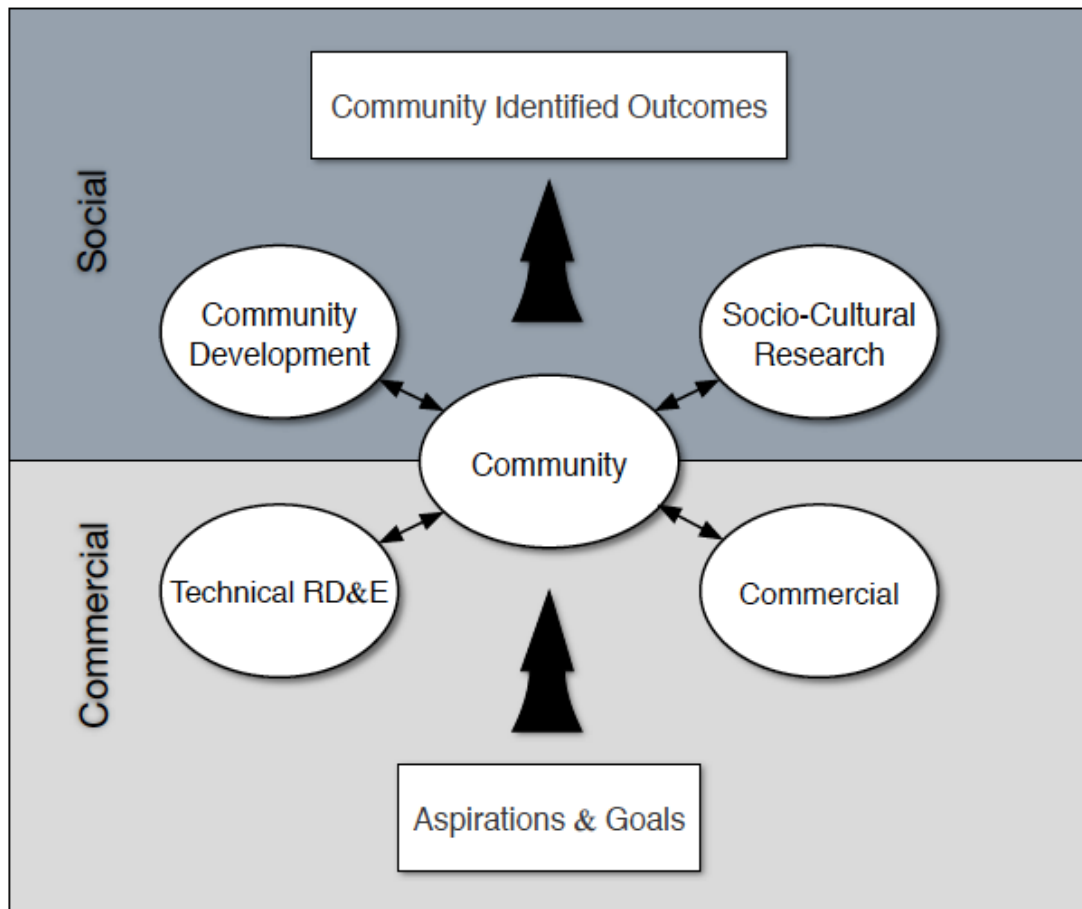 Community Identified Outcomes
Social
Community
Development
Socio-Cultural
Research
Community
Commercial
Technical RD&E
Commercial
Aspirations & Goals